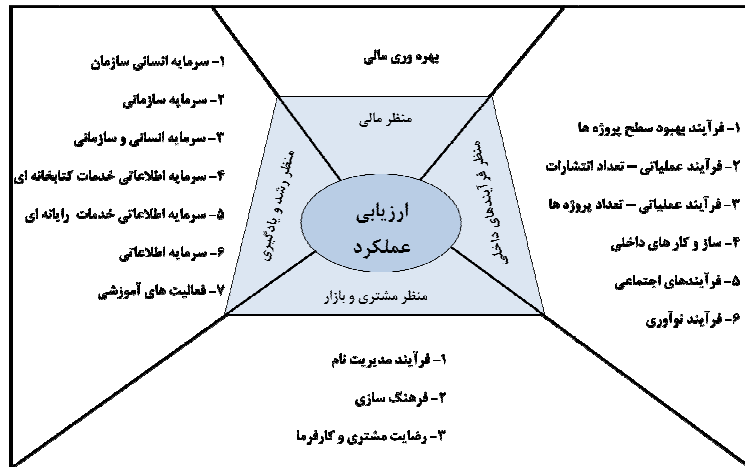 بهره وری مالی
منظر مالی
۱- سرمایه انسانی سازمان
۲- سرمایه سازمانی
۳- سرمایه انسانی و سازمانی
۴- سرمایه اطلاعاتی خدمات کتابخانه ای
۵- سرمایه اطلاعاتی خدمات رایانه ای
۶- سرمایه اطلاعاتی
۷- فعالیت های آموزشی
منظر رشد و یادگیری
ارزیابی
عملکرد
منظر فرآیندهای داخلی
۱- فرآیند بهبود سطح پروژه ها
۲- فرآیند عملیاتی – تعداد انتشارات
۳- فرآیند عملیاتی – تعداد پروژه ها
۴- ساز و کار های داخلی
۵- فرآیندهای اجتماعی
۶- فرآیند نوآوری
منظر مشتری و بازار
۱- فرآیند مدیریت نام
۲- فرهنگ سازی
۳- رضایت مشتری و کارفرما